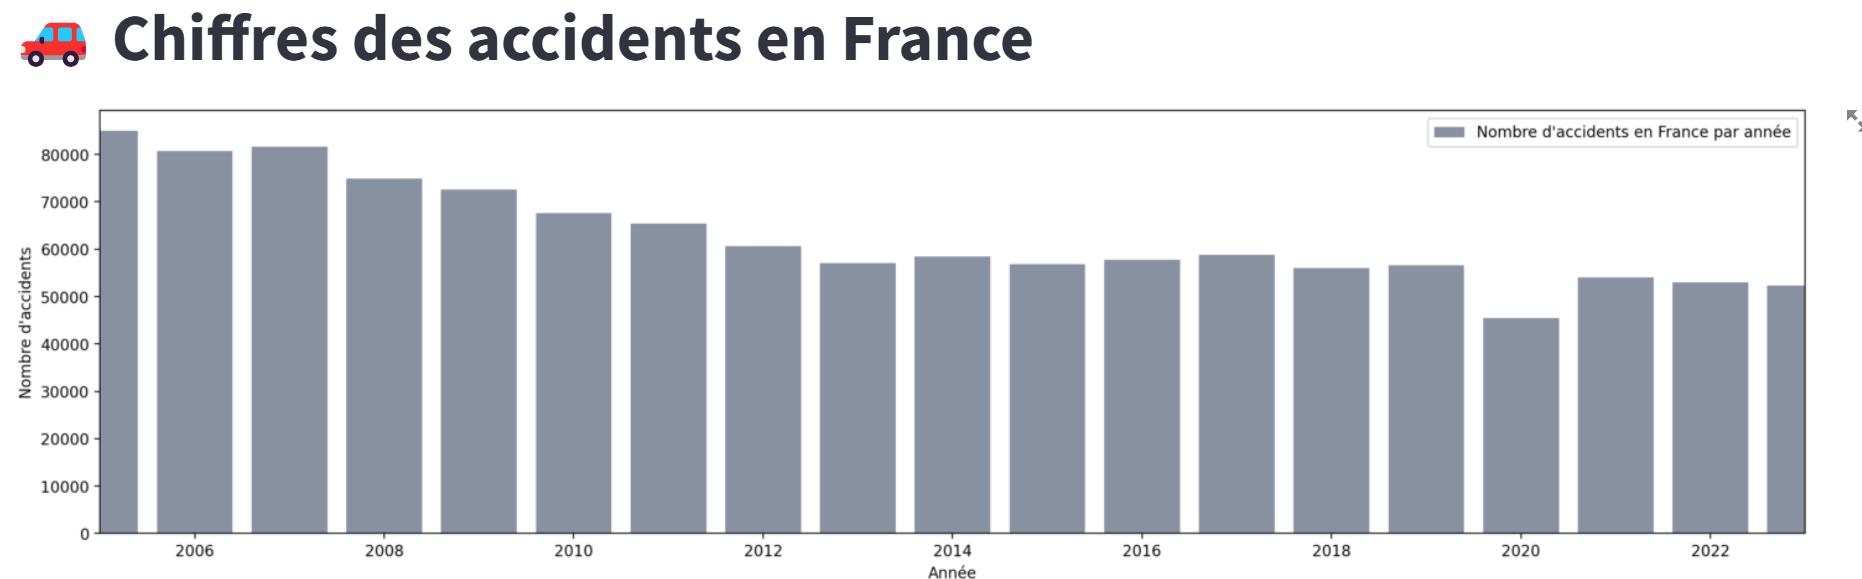 Chiffres des accidents en France
Nombre d'accidents en France par année
80000
70000
60000
50000
40000
30000
20000
10000
0
Nombre d'accidents
2006 2008 2010 2012 2014 2016 2018 2020 2022
Année